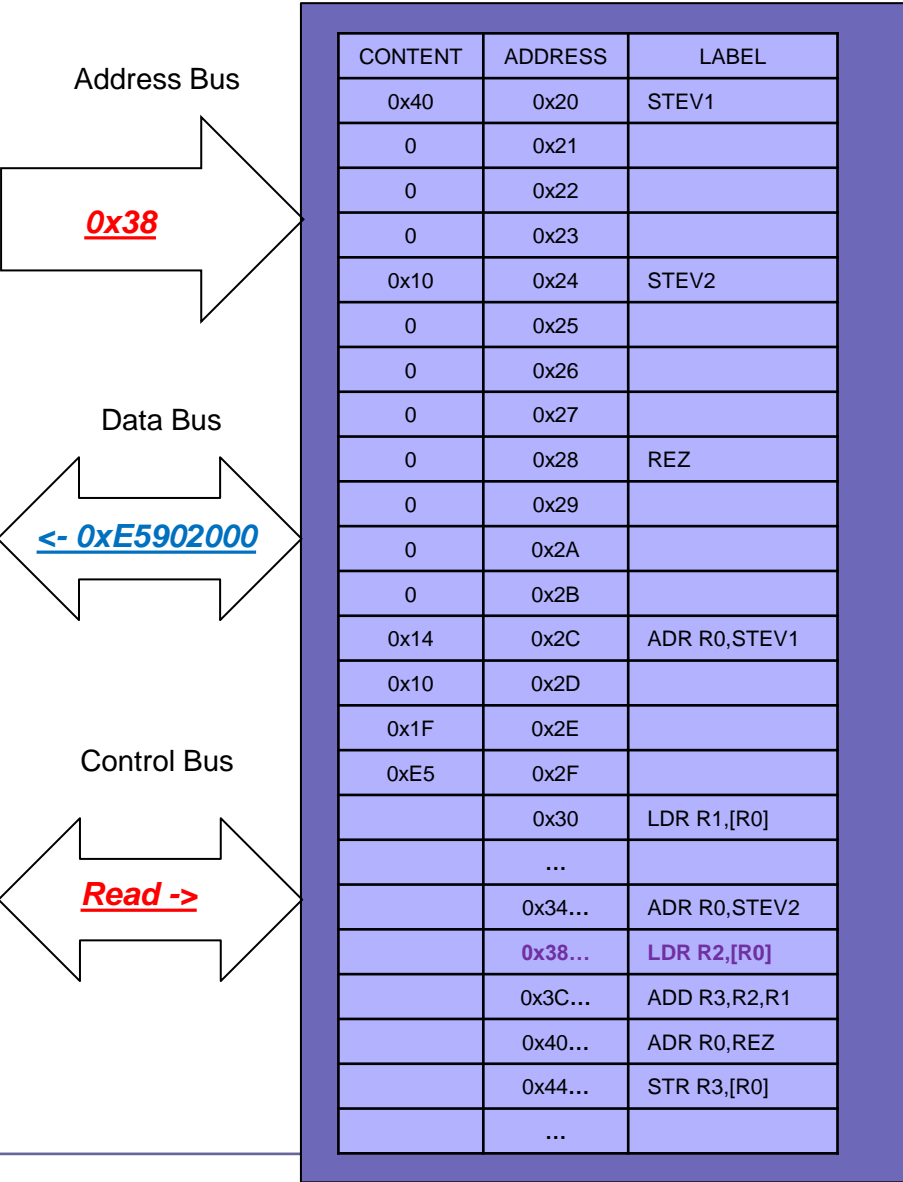 Address Bus
0x38
Data Bus
<- 0xE5902000
Control Bus
Read ->
CONTENT ADDRESS LABEL
0x40 0x20 STEV1
0 0x21
0 0x22
0 0x23
0x10 0x24 STEV2
0 0x25
0 0x26
0 0x27
0 0x28 REZ
0 0x29
0 0x2A
0 0x2B
0x14 0x2C ADR R0,STEV1
0x10 0x2D
0x1F 0x2E
0xE5 0x2F
0x30 LDR R1,[R0]
...
0x34... ADR R0,STEV2
0x38... LDR R2,[R0]
0x3C... ADD R3,R2,R1
0x40... ADR R0,REZ
0x44... STR R3,[R0]
...